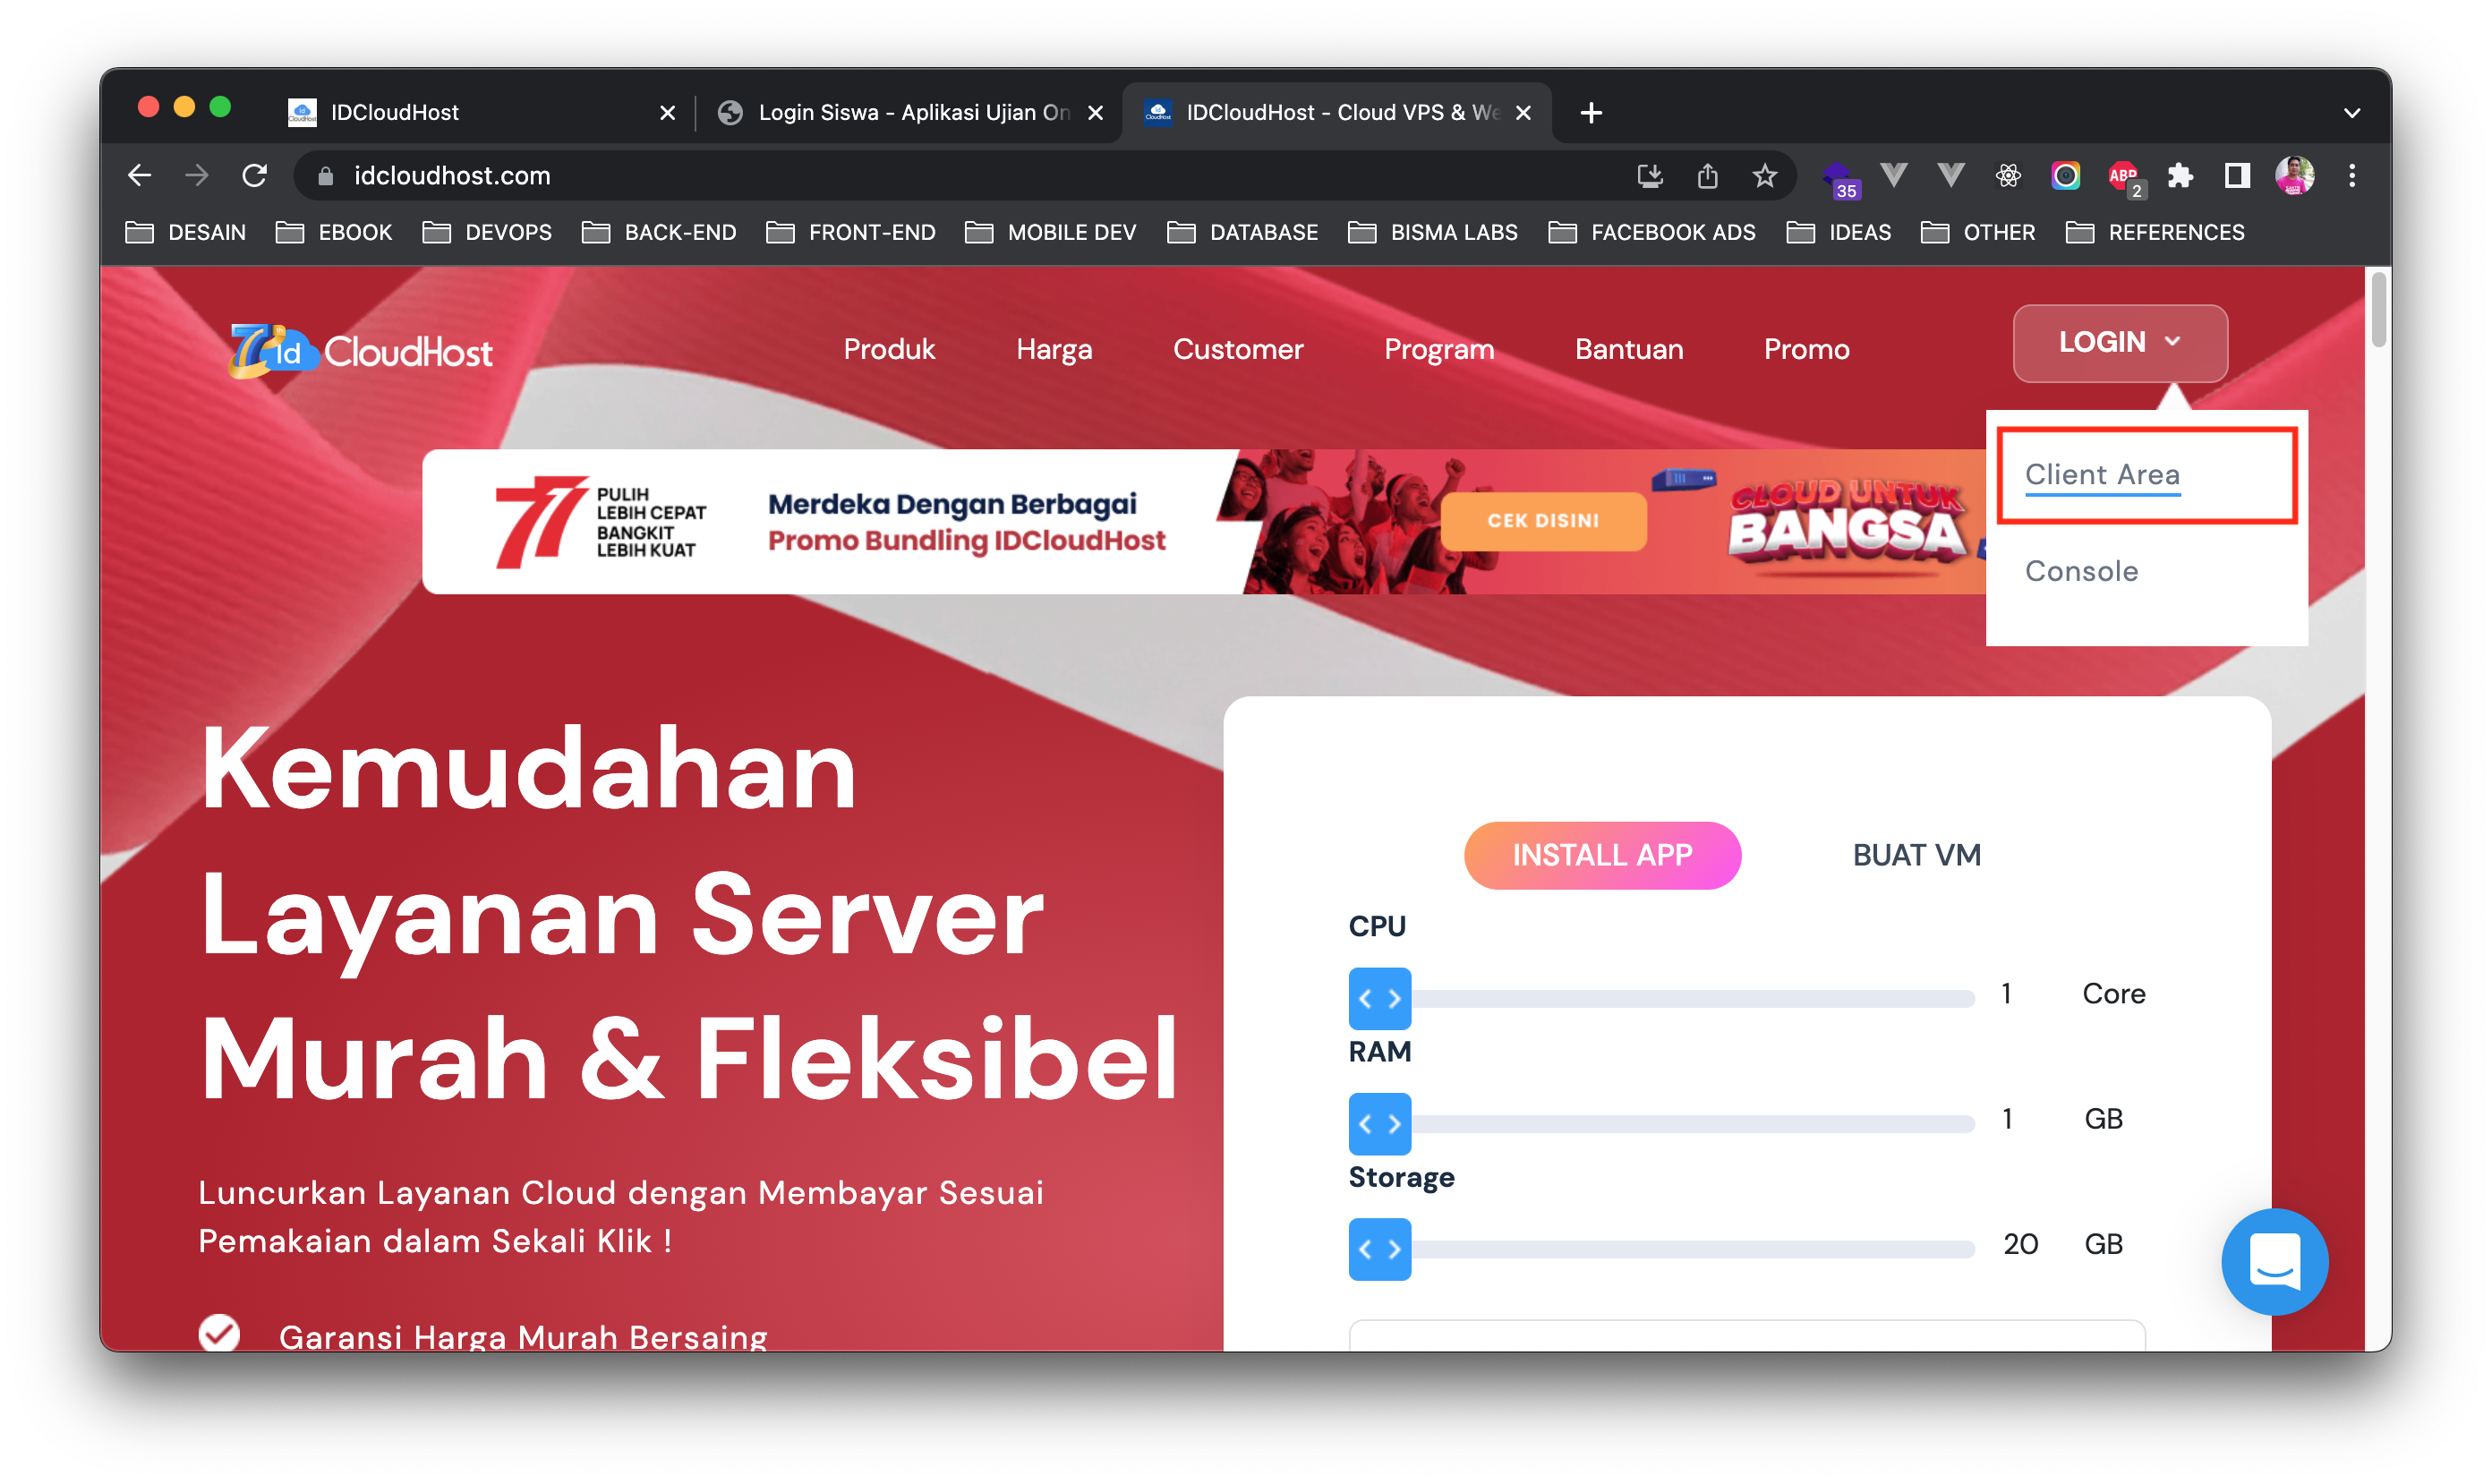 IDCloudHost
Login Siswa - Aplikasi Ujian On
IDCloudHost - Cloud VPS & We
idcloudhost.com
35
ABP
2
DESAIN
EBOOK
DEVOPS
BACK-END
FRONT-END
MOBILE DEV
DATABASE
BISMA LABS
FACEBOOK ADS
IDEAS
OTHER
REFERENCES
7th id CloudHost
Produk
Harga
Customer
Program
Bantuan
Promo
LOGIN
Client Area
Console
77
PULIH
LEBIH CEPAT
BANGKIT
LEBIH KUAT
Merdeka Dengan Berbagai
Promo Bundling IDCloudHost
CEK DISINI
CLOUD UNTUK
BANGSA
Kemudahan
Layanan Server
Murah & Fleksibel
Luncurkan Layanan Cloud dengan Membayar Sesuai
Pemakaian dalam Sekali Klik !
Garansi Harga Murah Bersaing
INSTALL APP
BUAT VM
CPU
1 Core
RAM
1 GB
Storage
20 GB